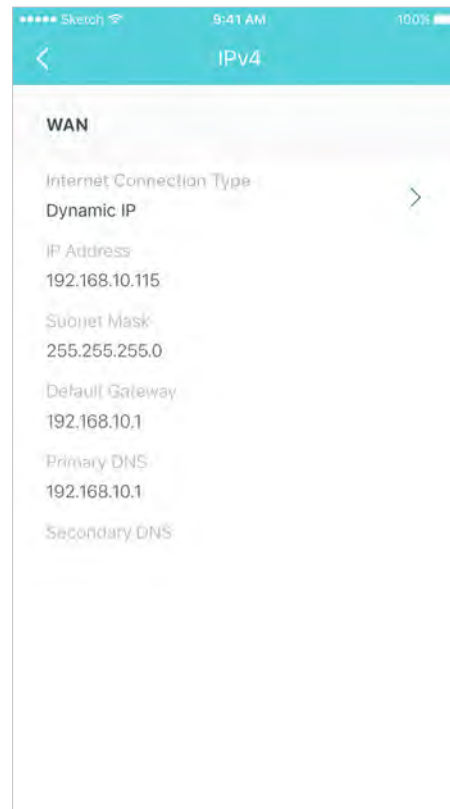 Sketch 9:41 AM 100%
IPv4
WAN
Internet Connection Type
Dynamic IP
IP Address
192.168.10.115
Subnet Mask
255.255.255.0
Default Gateway
192.168.10.1
Primary DNS
192.168.10.1
Secondary DNS